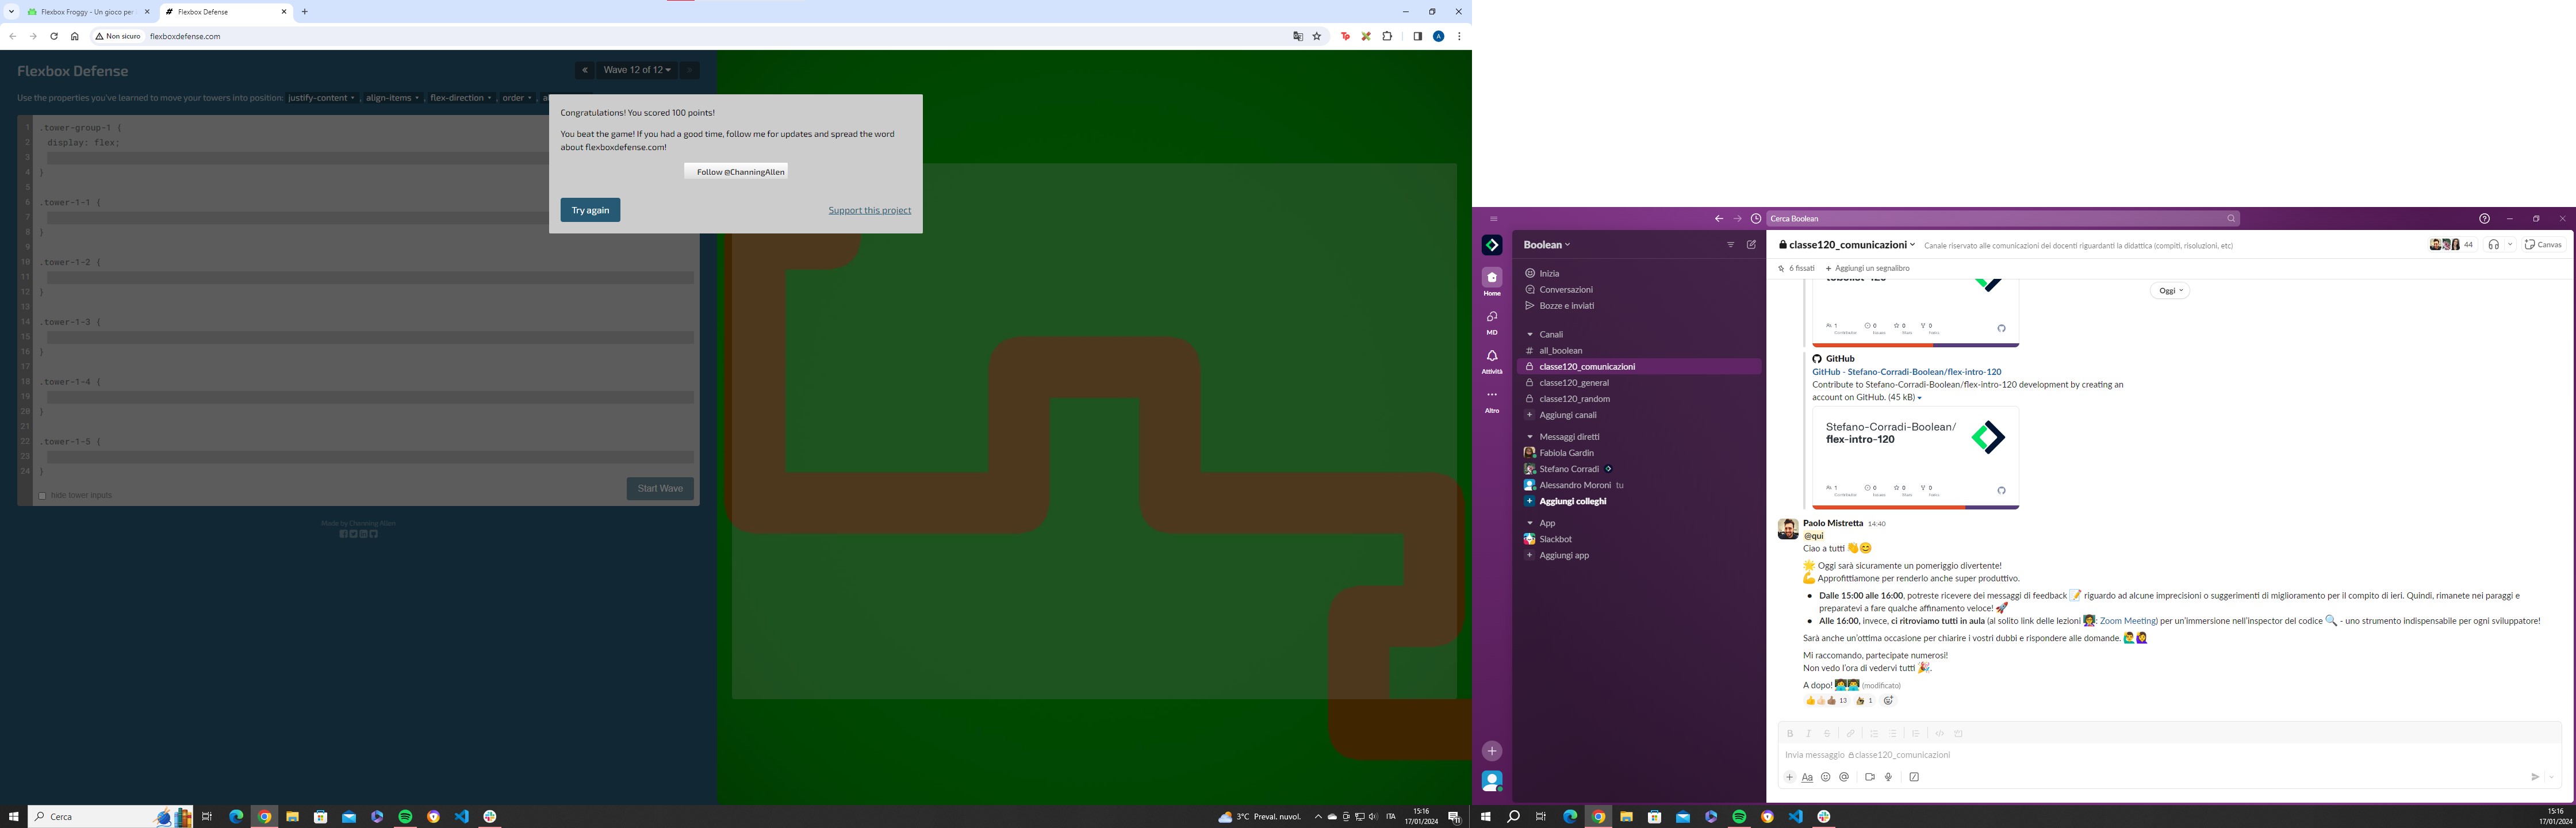 Flexbox Froggy - Un gioco per
Flexbox Defense
Non sicuro
flexboxdefense.com
Flexbox Defense
Wave 12 of 12
Use the properties you've learned to move your towers into position: justify-content , align-items , flex-direction , order ,
1 .tower-group-1 {
2 display: flex;
3
4 }
5
6 .tower-1-1 {
7
8 }
9
10 .tower-1-2 {
11
12 }
13
14 .tower-1-3 {
15
16 }
17
18 .tower-1-4 {
19
20 }
21
22 .tower-1-5 {
23
24 }
hide tower inputs
Start Wave
Made by Channing Allen
Congratulations! You scored 100 points!
You beat the game! If you had a good time, follow me for updates and spread the word
about flexboxdefense.com!
Follow @ChanningAllen
Try again
Support this project
Cerca
3°C Preval. nuvol.
ITA
15:16
17/01/2024
Cerca Boolean
Home
MD
Attività
Altro
Boolean
Inizia
Conversazioni
Bozze e inviati
Canali
# all_boolean
classe120_comunicazioni
classe120_general
classe120_random
+ Aggiungi canali
Messaggi diretti
Fabiola Gardin
Stefano Corradi
Alessandro Moroni tu
+ Aggiungi colleghi
App
Slackbot
+ Aggiungi app
classe120_comunicazioni
Canale riservato alle comunicazioni dei docenti riguardanti la didattica (compiti, risoluzioni, etc)
44
Canvas
6 fissati + Aggiungi un segnalibro
Oggi
1 0 0 0
Contributor Issues Stars Forks
GitHub
GitHub - Stefano-Corradi-Boolean/flex-intro-120
Contribute to Stefano-Corradi-Boolean/flex-intro-120 development by creating an
account on GitHub. (45 kB)
Stefano-Corradi-Boolean/
flex-intro-120
1 0 0 0
Contributor Issues Stars Forks
Paolo Mistretta 14:40
@qui
Ciao a tutti 👋😊
🌟 Oggi sarà sicuramente un pomeriggio divertente!
💪 Approfittiamone per renderlo anche super produttivo.
• Dalle 15:00 alle 16:00, potreste ricevere dei messaggi di feedback 📝 riguardo ad alcune imprecisioni o suggerimenti di miglioramento per il compito di ieri. Quindi, rimanete nei paraggi e
preparatevi a fare qualche affinamento veloce! 🚀
• Alle 16:00, invece, ci ritroviamo tutti in aula (al solito link delle lezioni 👩‍🏫: Zoom Meeting) per un'immersione nell'inspector del codice 🔍 - uno strumento indispensabile per ogni sviluppatore!
Sarà anche un'ottima occasione per chiarire i vostri dubbi e rispondere alle domande. 🙋‍♂️🙋‍♀️
Mi raccomando, partecipate numerosi!
Non vedo l'ora di vedervi tutti 🎉.
A dopo! 👩‍💻👨‍💻 (modificato)
13 1
Invia messaggio classe120_comunicazioni
Aa
15:16
17/01/2024